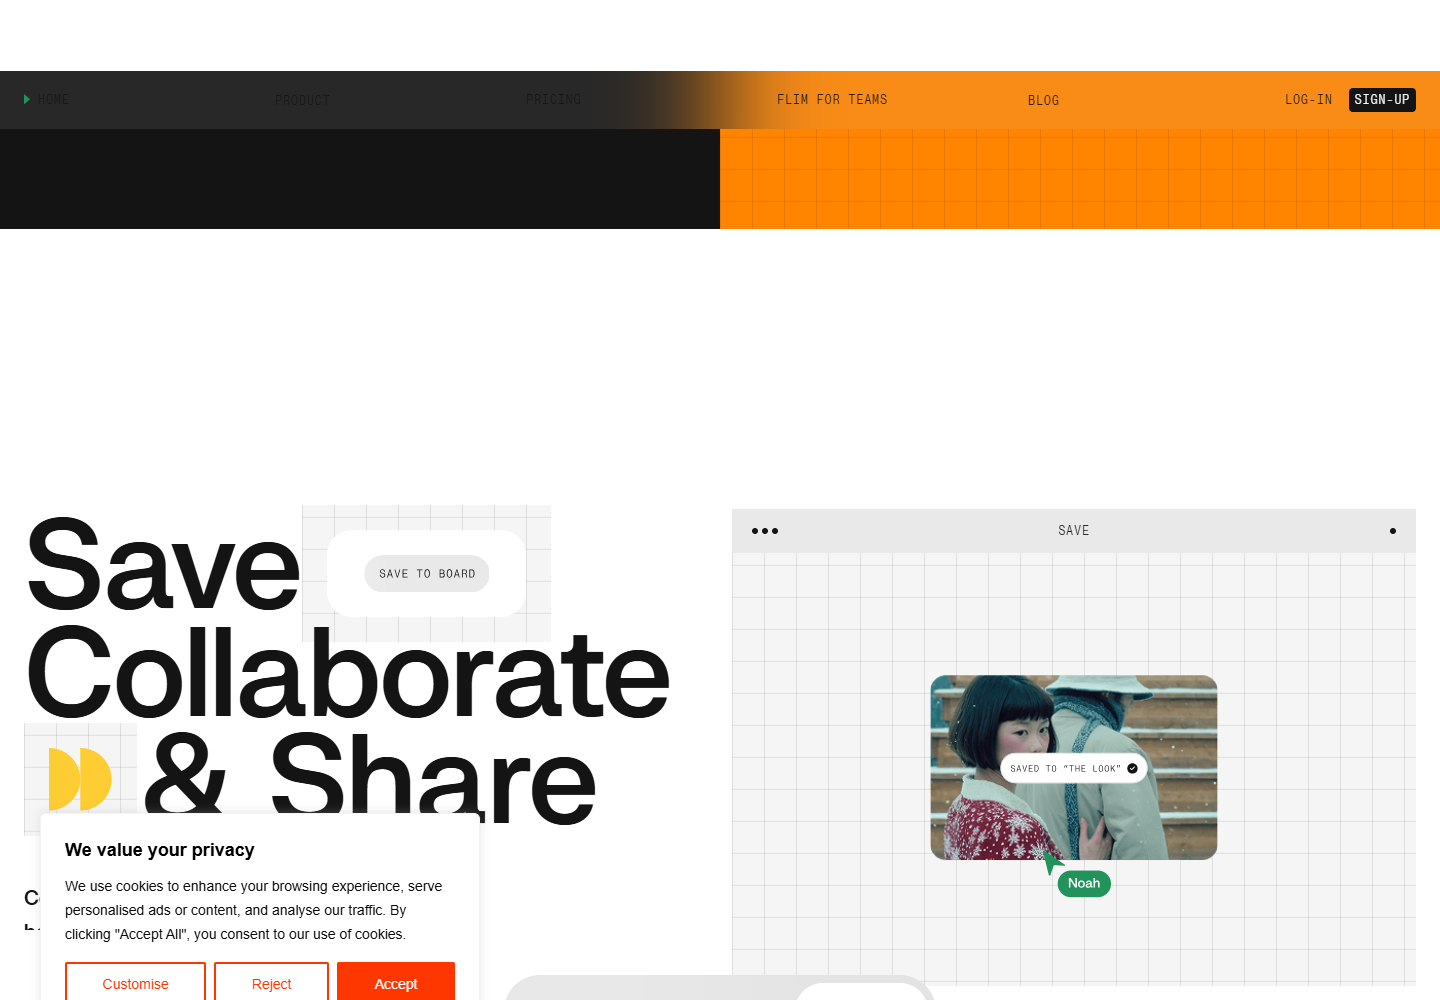 HOME
PRODUCT
PRICING
FLIM FOR TEAMS
BLOG
LOG-IN
SIGN-UP
Save
SAVE TO BOARD
Collaborate
& Share
SAVE
SAVED TO “THE LOOK”
Noah
We value your privacy
We use cookies to enhance your browsing experience, serve
personalised ads or content, and analyse our traffic. By
clicking "Accept All", you consent to our use of cookies.
Customise
Reject
Accept